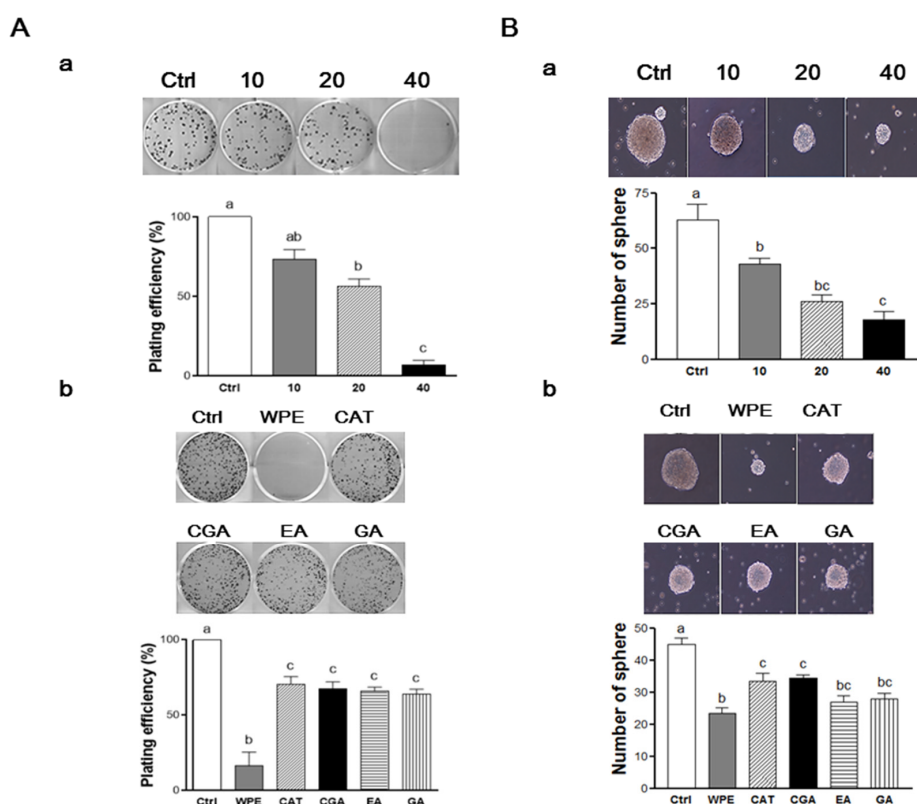 A
a
Ctrl 10 20 40
Plating efficiency (%)
100
50
0
a
ab
b
c
Ctrl 10 20 40
b
Ctrl WPE CAT
CGA EA GA
Plating efficiency (%)
100
50
0
a
b
c
c
c
c
Ctrl WPE CAT CGA EA GA
B
a
Ctrl 10 20 40
Number of sphere
75
50
25
0
a
b
bc
c
Ctrl 10 20 40
b
Ctrl WPE CAT
CGA EA GA
Number of sphere
50
40
30
20
10
0
a
b
c
c
bc
bc
Ctrl WPE CAT CGA EA GA